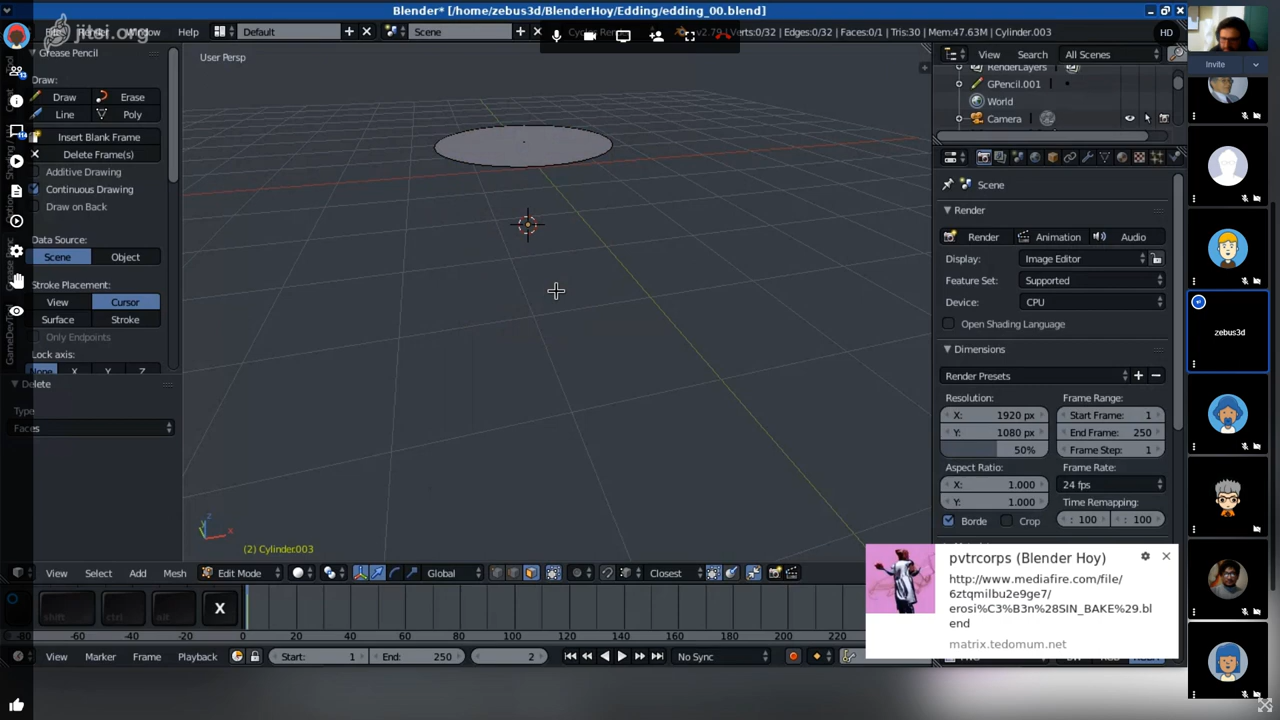 Blender* [/home/zebus3d/BlenderHoy/Edding/edding_00.blend]
jitsi.org
Window
Help
Default
Scene
v2.79 | Verts:0/32 | Edges:0/32 | Faces:0/1 | Tris:30 | Mem:47.63M | Cylinder.003
HD
Grease Pencil
Draw:
Draw
Erase
Line
Poly
Insert Blank Frame
Delete Frame(s)
Additive Drawing
Continuous Drawing
Draw on Back
Data Source:
Scene
Object
Stroke Placement:
View
Cursor
Surface
Stroke
Only Endpoints
Lock axis:
None
X
Y
Z
Delete
Type
Faces
User Persp
(2) Cylinder.003
View
Search
All Scenes
RenderLayers
GPencil.001
World
Camera
Scene
Render
Render
Animation
Audio
Display:
Image Editor
Feature Set:
Supported
Device:
CPU
Open Shading Language
Dimensions
Render Presets
Resolution:
Frame Range:
X: 1920 px
Start Frame: 1
Y: 1080 px
End Frame: 250
50%
Frame Step: 1
Aspect Ratio:
Frame Rate:
X: 1.000
24 fps
Y: 1.000
Time Remapping:
Borde
Crop
: 100
: 100
Invite
zebus3d
pvtrcorps (Blender Hoy)
http://www.mediafire.com/file/
6ztqmilbu2e9ge7/
erosi%C3%B3n%28SIN_BAKE%29.bl
end
matrix.tedomum.net
View
Select
Add
Mesh
Edit Mode
Global
Closest
shift
ctrl
alt
X
-80 -60 -40 -20 0 20 40 60 80 100 120 140 160 180 200 220
View
Marker
Frame
Playback
Start: 1
End: 250
2
No Sync